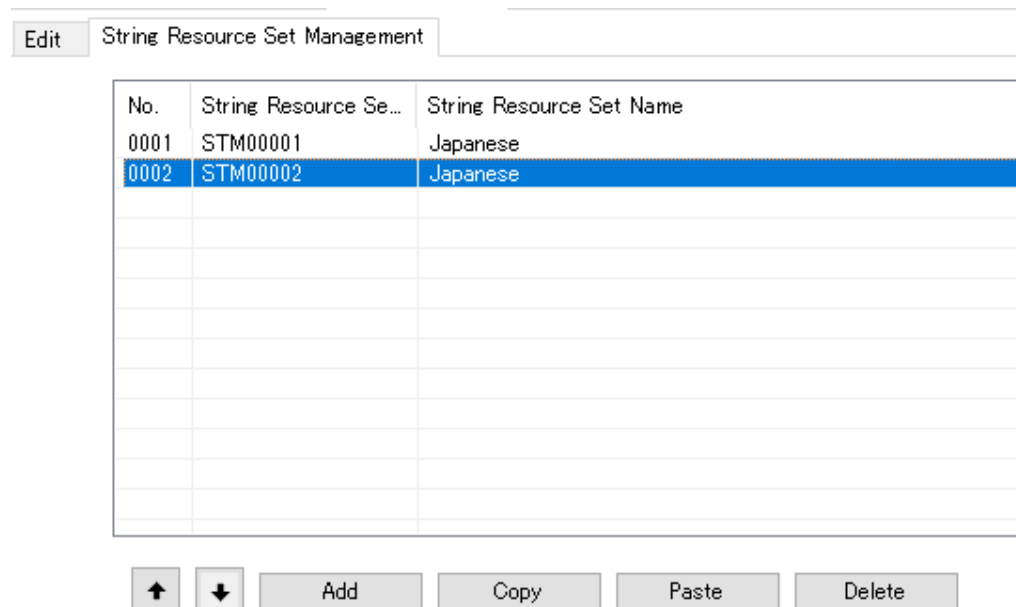 Edit String Resource Set Management
No. String Resource Se... String Resource Set Name
0001 STM00001 Japanese
0002 STM00002 Japanese
Add Copy Paste Delete